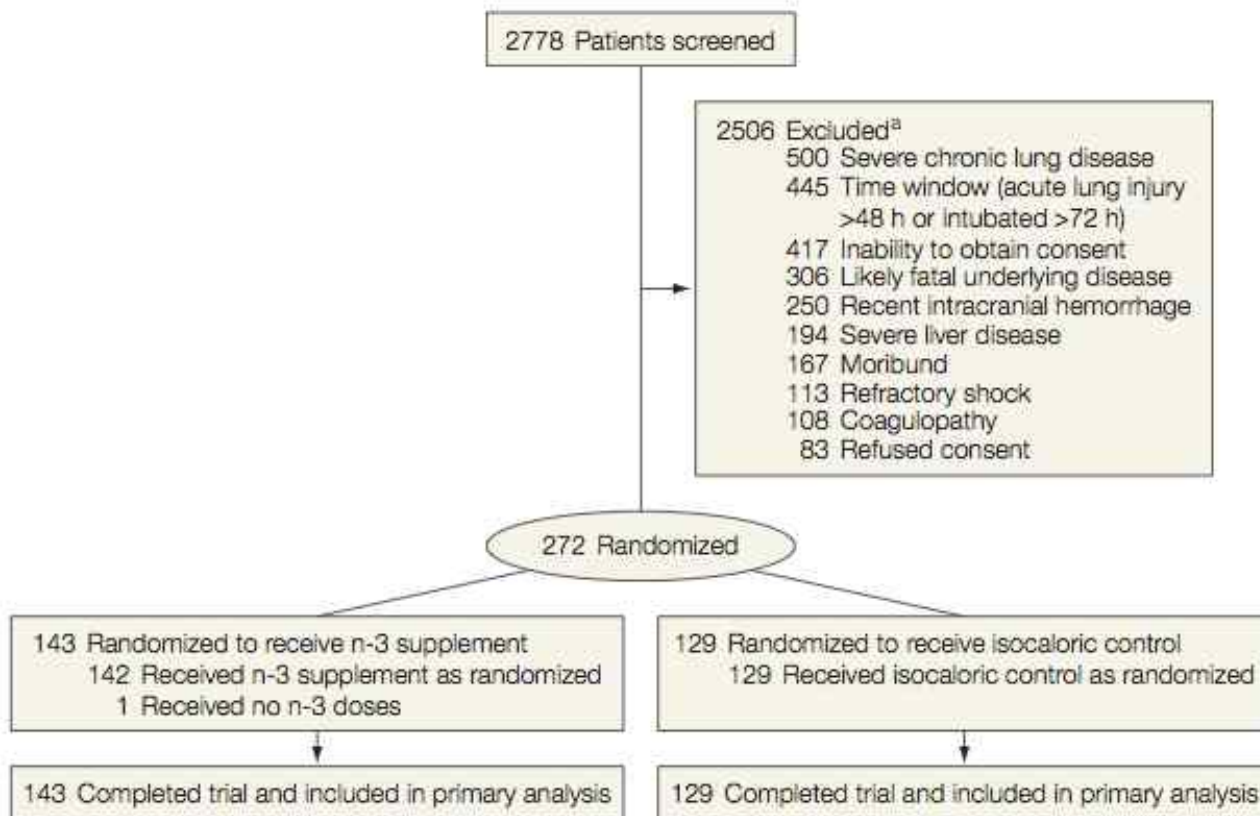 2778 Patients screened
2506 Excludedᵃ
500 Severe chronic lung disease
445 Time window (acute lung injury
>48 h or intubated >72 h)
417 Inability to obtain consent
306 Likely fatal underlying disease
250 Recent intracranial hemorrhage
194 Severe liver disease
167 Moribund
113 Refractory shock
108 Coagulopathy
83 Refused consent
272 Randomized
143 Randomized to receive n-3 supplement
142 Received n-3 supplement as randomized
1 Received no n-3 doses
129 Randomized to receive isocaloric control
129 Received isocaloric control as randomized
143 Completed trial and included in primary analysis
129 Completed trial and included in primary analysis